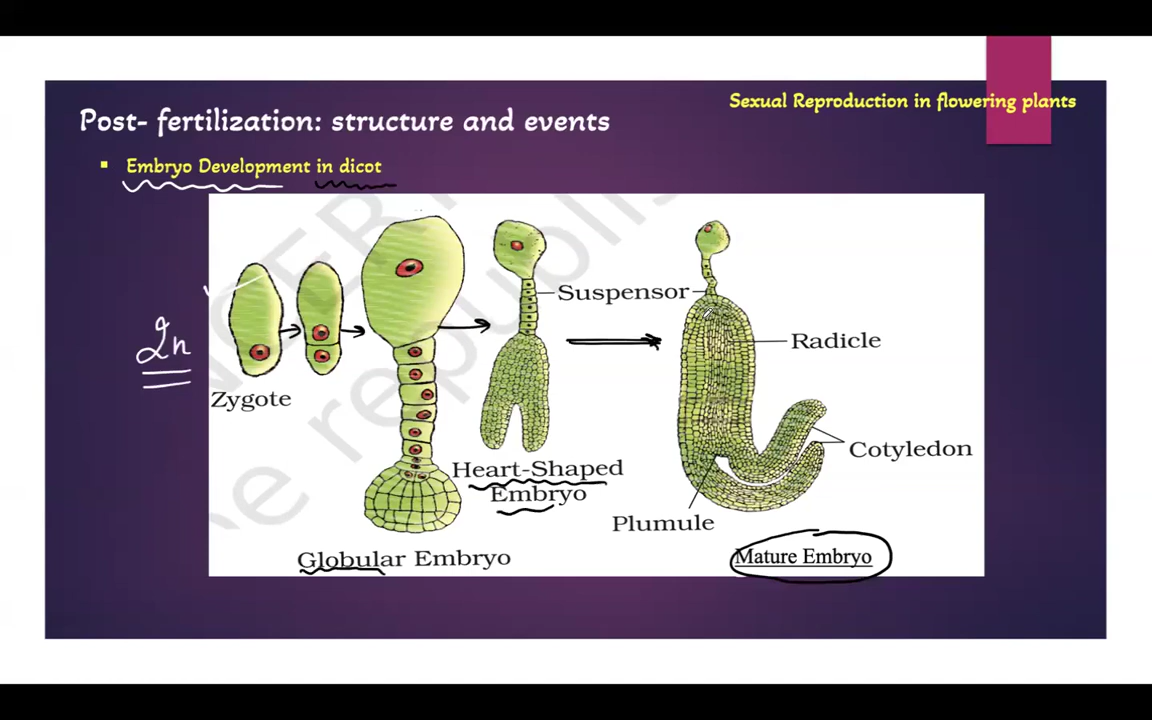 Sexual Reproduction in flowering plants
Post- fertilization: structure and events
Embryo Development in dicot
Suspensor
Radicle
2n
Zygote
Cotyledon
Heart-Shaped
Embryo
Plumule
Globular Embryo
Mature Embryo